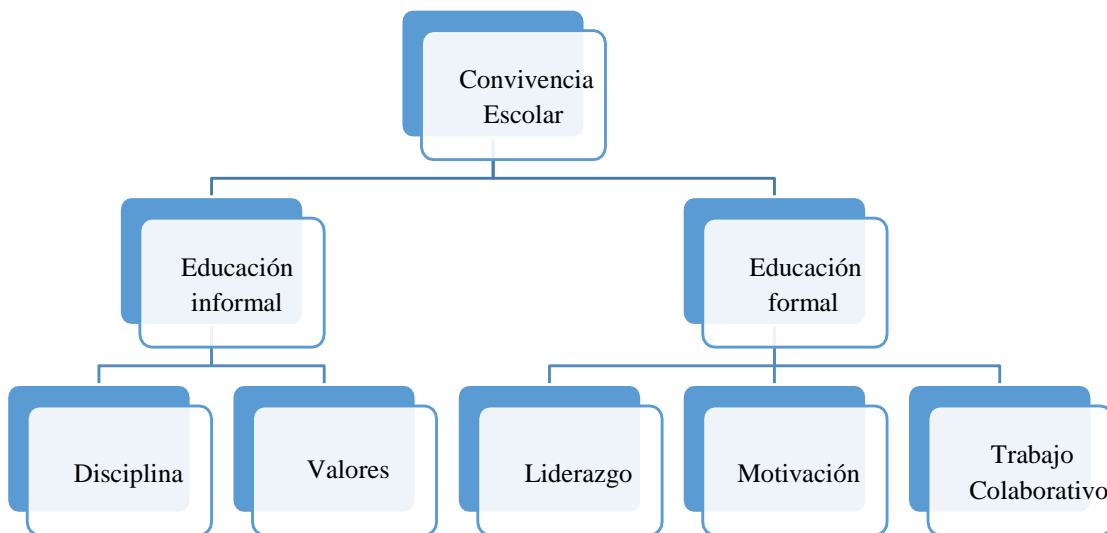 Convivencia
Escolar
Educación
informal
Educación
formal
Disciplina
Valores
Liderazgo
Motivación
Trabajo
Colaborativo